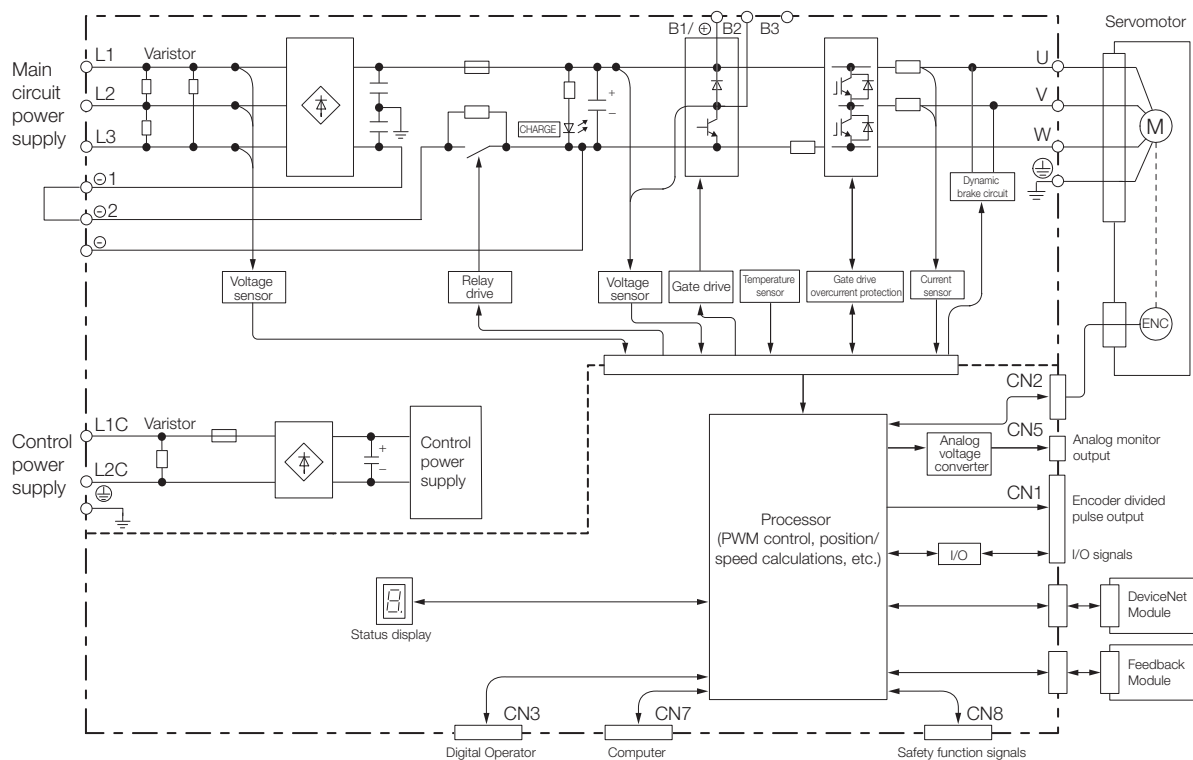 B1/ ⊕ B2 B3
Servomotor
Main
circuit
power
supply
L1
Varistor
L2
L3
⊖1
⊖2
⊖
CHARGE
+
–
U
V
W
M
Dynamic
brake circuit
Voltage
sensor
Relay
drive
Voltage
sensor
Gate drive
Temperature
sensor
Gate drive
overcurrent protection
Current
sensor
ENC
Control
power
supply
L1C
Varistor
L2C
+
–
Control
power
supply
Processor
(PWM control, position/
speed calculations, etc.)
CN2
CN5
Analog
voltage
converter
Analog monitor
output
CN1
Encoder divided
pulse output
I/O
I/O signals
DeviceNet
Module
Feedback
Module
8.
Status display
CN3
Digital Operator
CN7
Computer
CN8
Safety function signals